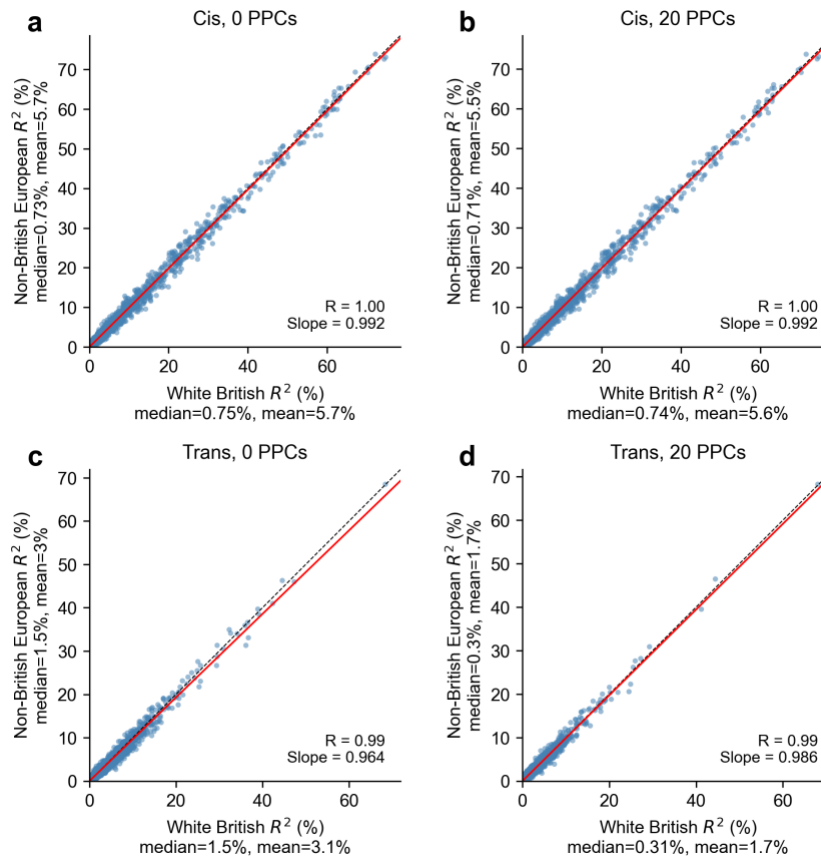 a
Cis, 0 PPCs
Non-British European R² (%)
median=0.73%, mean=5.7%
70
60
50
40
30
20
10
0
R = 1.00
Slope = 0.992
0 20 40 60
White British R² (%)
median=0.75%, mean=5.7%
b
Cis, 20 PPCs
Non-British European R² (%)
median=0.71%, mean=5.5%
70
60
50
40
30
20
10
0
R = 1.00
Slope = 0.992
0 20 40 60
White British R² (%)
median=0.74%, mean=5.6%
c
Trans, 0 PPCs
Non-British European R² (%)
median=1.5%, mean=3%
70
60
50
40
30
20
10
0
R = 0.99
Slope = 0.964
0 20 40 60
White British R² (%)
median=1.5%, mean=3.1%
d
Trans, 20 PPCs
Non-British European R² (%)
median=0.3%, mean=1.7%
70
60
50
40
30
20
10
0
R = 0.99
Slope = 0.986
0 20 40 60
White British R² (%)
median=0.31%, mean=1.7%